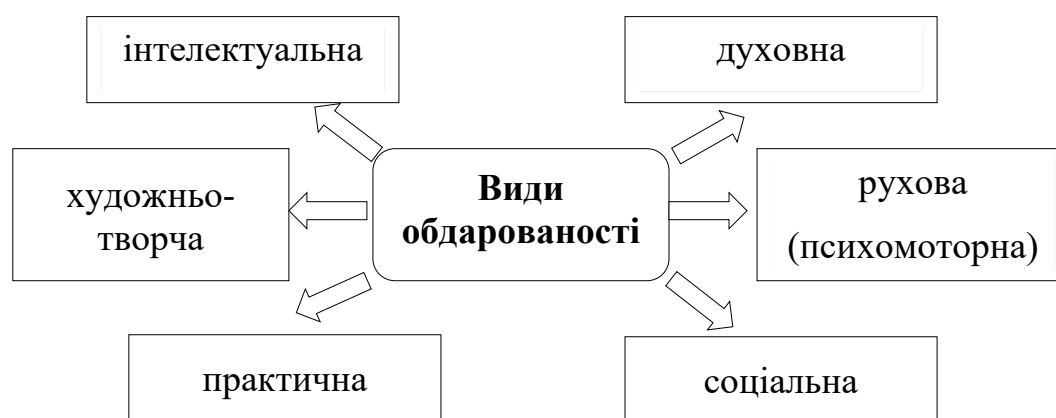 інтелектуальна
духовна
художньо-
творча
Види
обдарованості
рухова
(психомоторна)
практична
соціальна